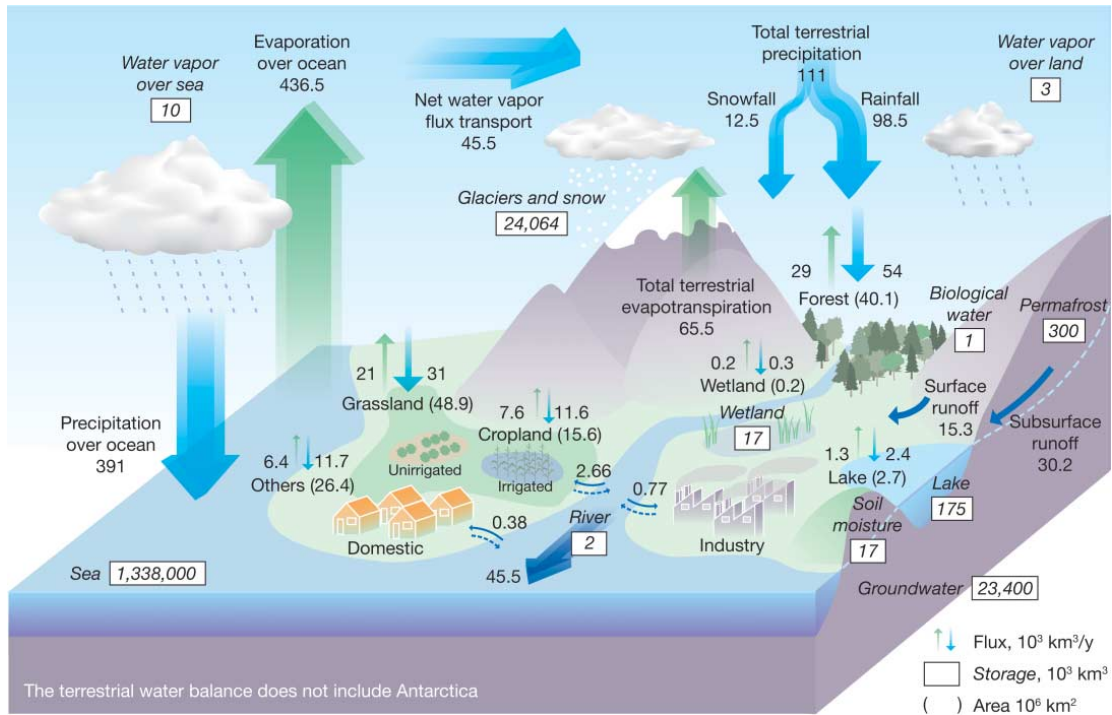 Water vapor
over sea
10
Evaporation
over ocean
436.5
Net water vapor
flux transport
45.5
Total terrestrial
precipitation
111
Snowfall
12.5
Rainfall
98.5
Water vapor
over land
3
Glaciers and snow
24,064
Total terrestrial
evapotranspiration
65.5
29
54
Forest (40.1)
Biological
water
1
Permafrost
300
Precipitation
over ocean
391
21
31
Grassland (48.9)
7.6
11.6
Cropland (15.6)
0.2
0.3
Wetland (0.2)
Wetland
17
Surface
runoff
15.3
Subsurface
runoff
30.2
6.4
11.7
Others (26.4)
Unirrigated
Irrigated
2.66
0.77
1.3
2.4
Lake (2.7)
Lake
175
Domestic
0.38
River
2
45.5
Industry
Soil
moisture
17
Sea 1,338,000
Groundwater 23,400
Flux, 10³ km³/y
Storage, 10³ km³
( ) Area 10⁶ km²
The terrestrial water balance does not include Antarctica